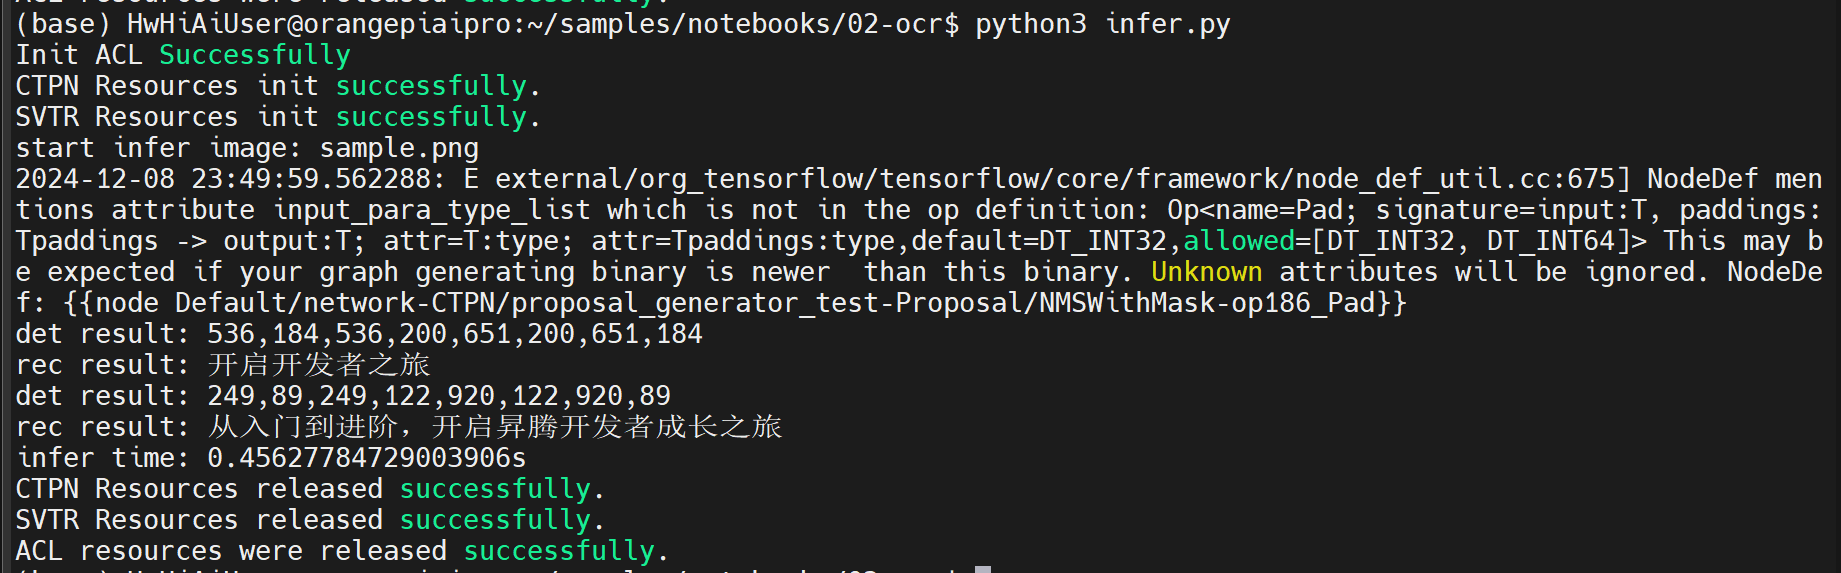 ACL resources were released successfully.
(base) HwHiAiUser@orangepiaipro:~/samples/notebooks/02-ocr$ python3 infer.py
Init ACL Successfully
CTPN Resources init successfully.
SVTR Resources init successfully.
start infer image: sample.png
2024-12-08 23:49:59.562288: E external/org_tensorflow/tensorflow/core/framework/node_def_util.cc:675] NodeDef men
tions attribute input_para_type_list which is not in the op definition: Op<name=Pad; signature=input:T, paddings:
Tpaddings -> output:T; attr=T:type; attr=Tpaddings:type,default=DT_INT32,allowed=[DT_INT32, DT_INT64]> This may b
e expected if your graph generating binary is newer  than this binary. Unknown attributes will be ignored. NodeDe
f: {{node Default/network-CTPN/proposal_generator_test-Proposal/NMSWithMask-op186_Pad}}
det result: 536,184,536,200,651,200,651,184
rec result: 开启开发者之旅
det result: 249,89,249,122,920,122,920,89
rec result: 从入门到进阶，开启昇腾开发者成长之旅
infer time: 0.45627784729003906s
CTPN Resources released successfully.
SVTR Resources released successfully.
ACL resources were released successfully.